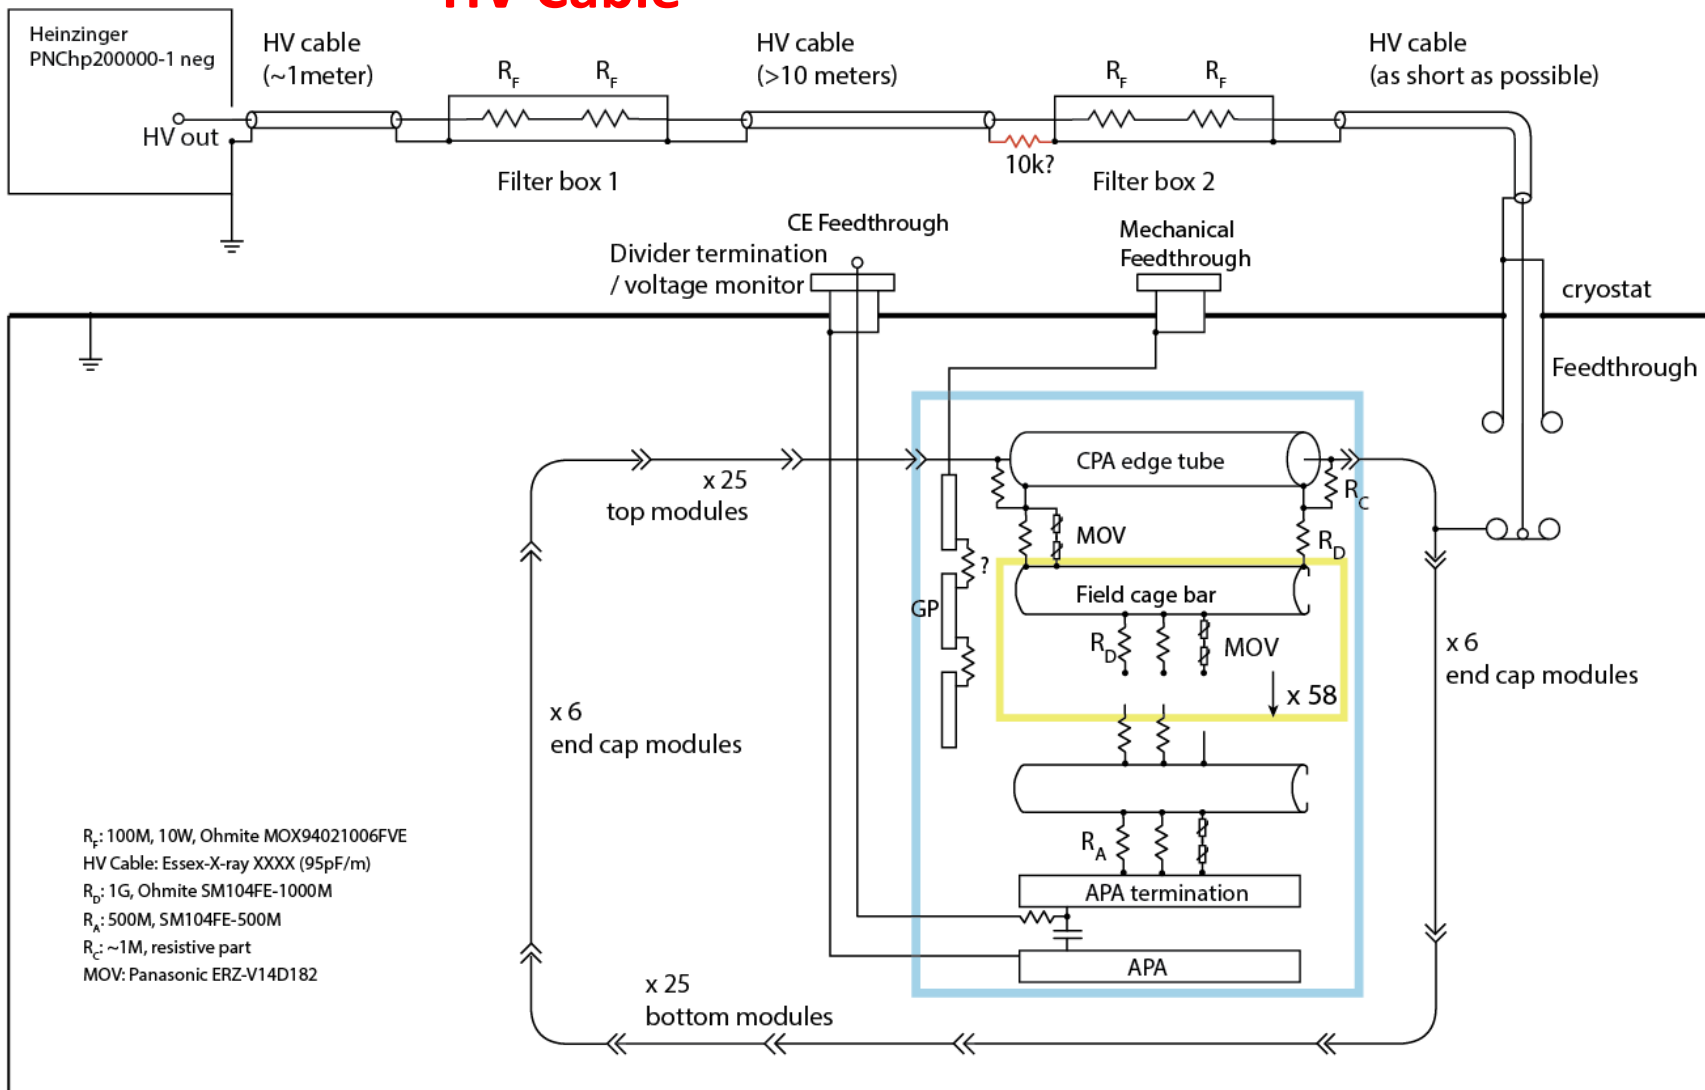 HV Cable
Heinzinger
PNChp200000-1 neg
HV out
HV cable
(~1meter)
R_F
R_F
Filter box 1
HV cable
(>10 meters)
10k?
R_F
R_F
Filter box 2
HV cable
(as short as possible)
CE Feedthrough
Divider termination
/ voltage monitor
Mechanical
Feedthrough
cryostat
Feedthrough
x 25
top modules
CPA edge tube
R_C
MOV
R_D
?
GP
Field cage bar
R_D
MOV
x 58
x 6
end cap modules
x 6
end cap modules
R_A
APA termination
APA
x 25
bottom modules
R_F: 100M, 10W, Ohmite MOX94021006FVE
HV Cable: Essex-X-ray XXXX (95pF/m)
R_D: 1G, Ohmite SM104FE-1000M
R_A: 500M, SM104FE-500M
R_C: ~1M, resistive part
MOV: Panasonic ERZ-V14D182